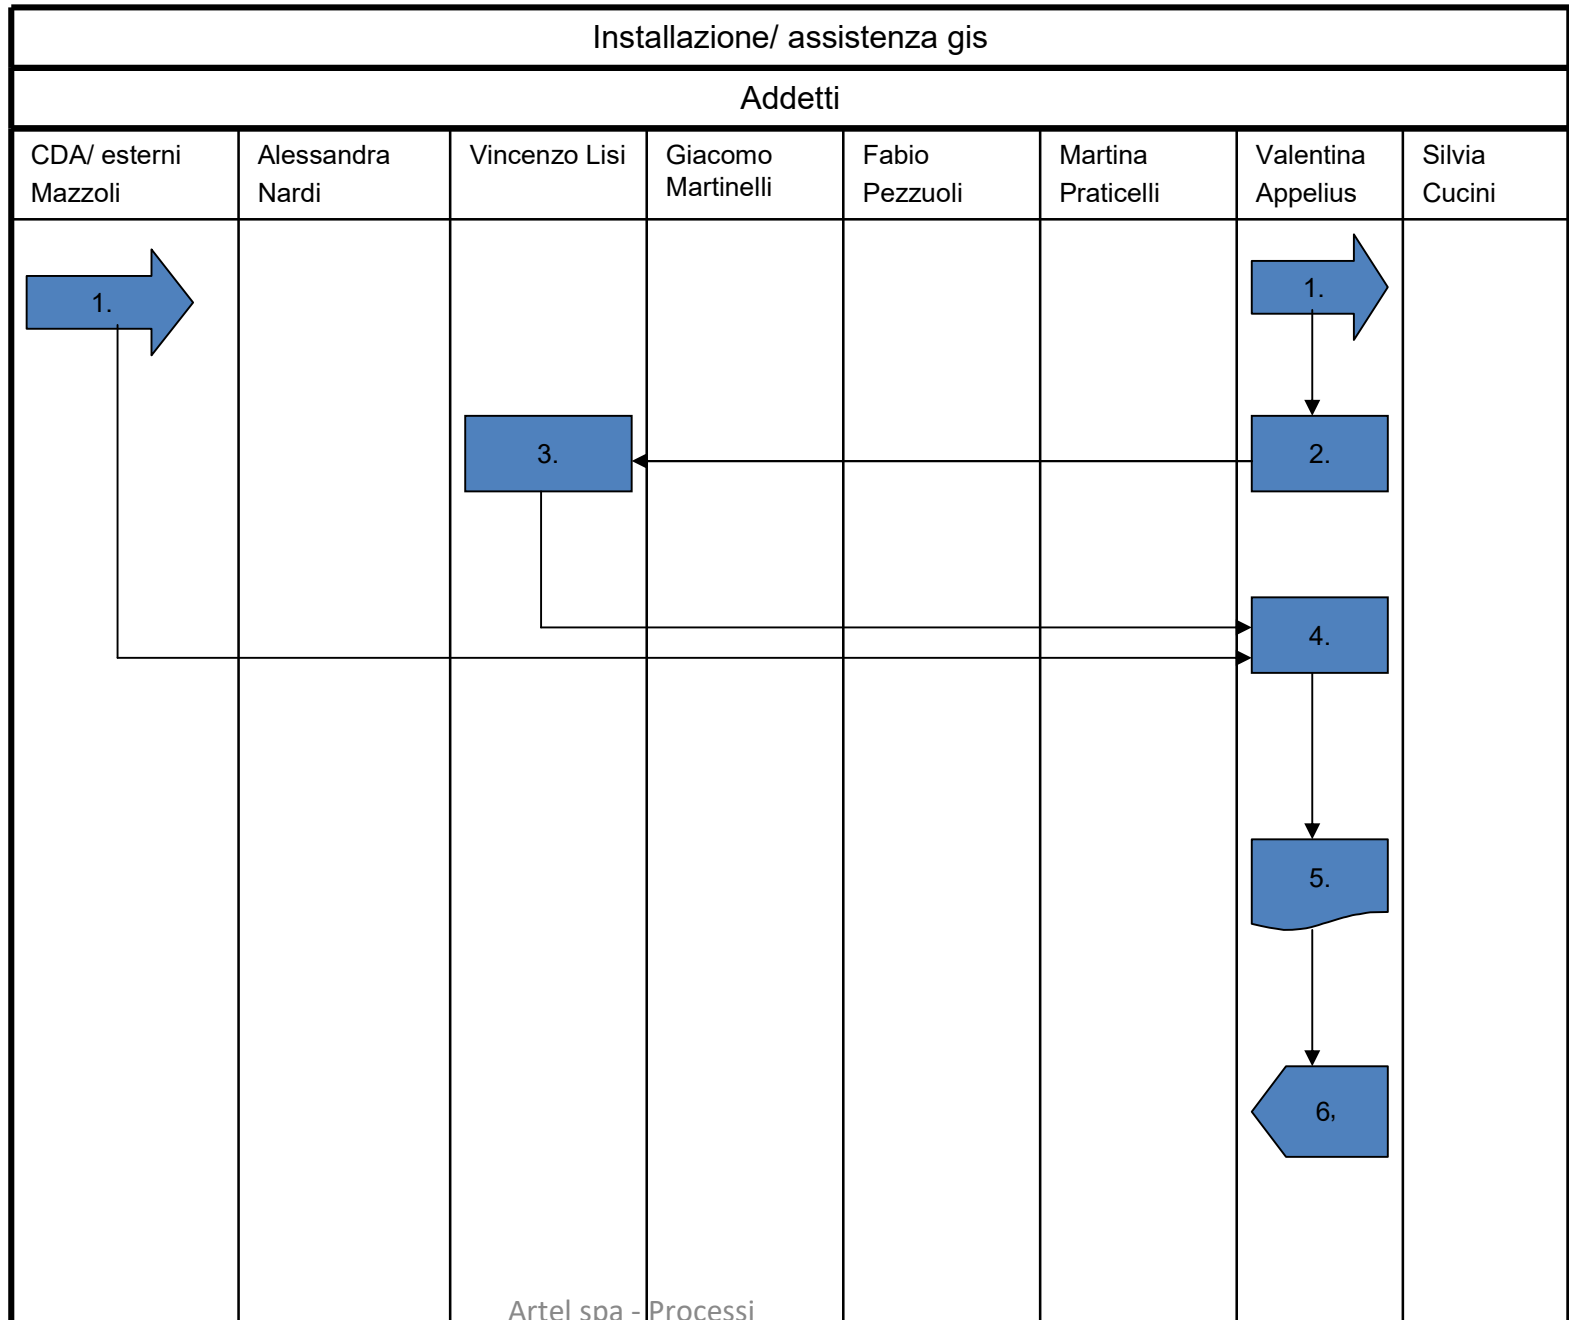 Installazione/ assistenza gis
Addetti
CDA/ esterni
Mazzoli
Alessandra
Nardi
Vincenzo Lisi
Giacomo
Martinelli
Fabio
Pezzuoli
Martina
Praticelli
Valentina
Appelius
Silvia
Cucini
1.
1.
3.
2.
4.
5.
6,
Artel spa - Processi